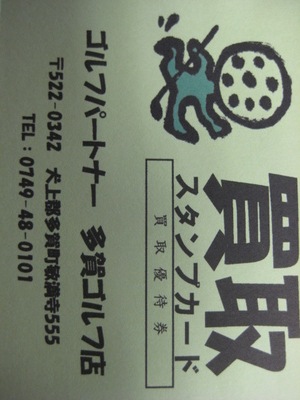 買取
スタンプカード
買取優待券
ゴルフパートナー 多賀ゴルフ店
〒522-0342 犬上郡多賀町敏満寺555
TEL：0749-48-0101